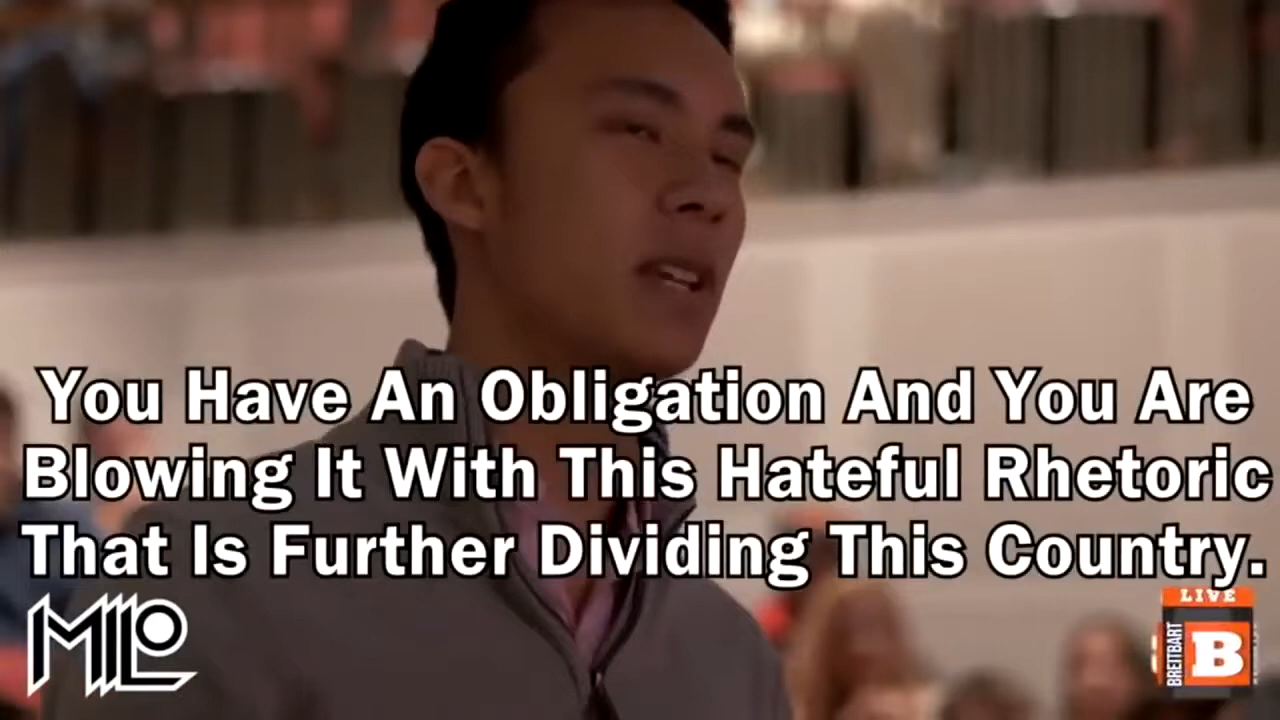 You Have An Obligation And You Are
Blowing It With This Hateful Rhetoric
That Is Further Dividing This Country.
MILO
LIVE
BREITBART
B